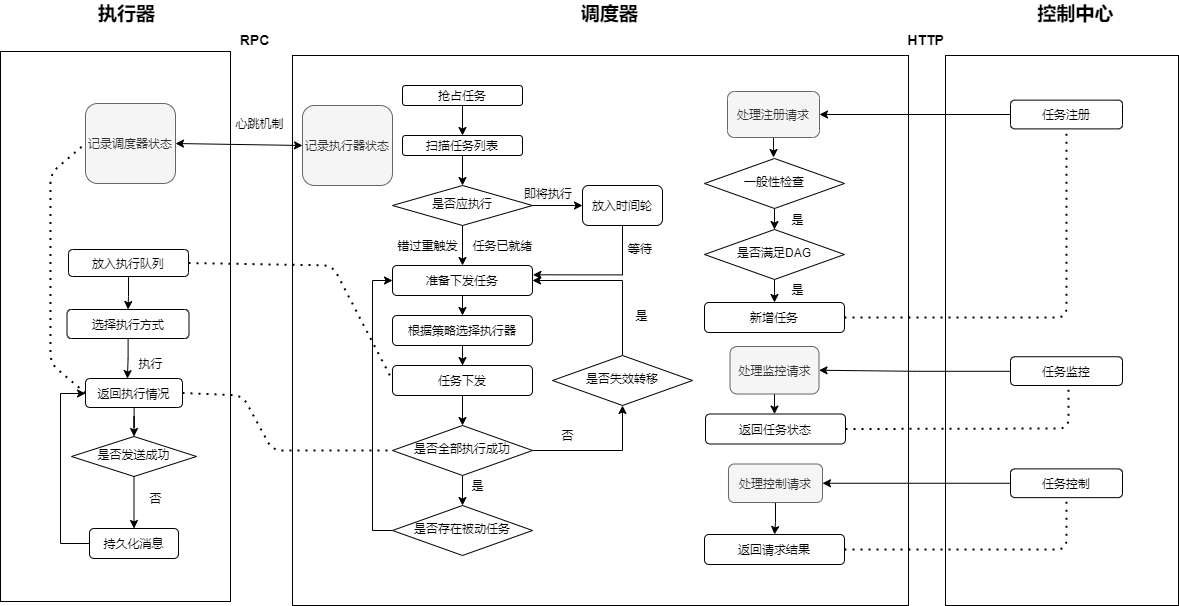 执行器
调度器
控制中心
RPC
HTTP
记录调度器状态
放入执行队列
选择执行方式
执行
返回执行情况
是否发送成功
否
持久化消息
心跳机制
记录执行器状态
抢占任务
扫描任务列表
是否应执行
即将执行
放入时间轮
错过重触发
任务已就绪
等待
准备下发任务
根据策略选择执行器
是
任务下发
是否失效转移
是否全部执行成功
否
是
是否存在被动任务
处理注册请求
一般性检查
是
是否满足DAG
是
新增任务
处理监控请求
返回任务状态
处理控制请求
返回请求结果
任务注册
任务监控
任务控制